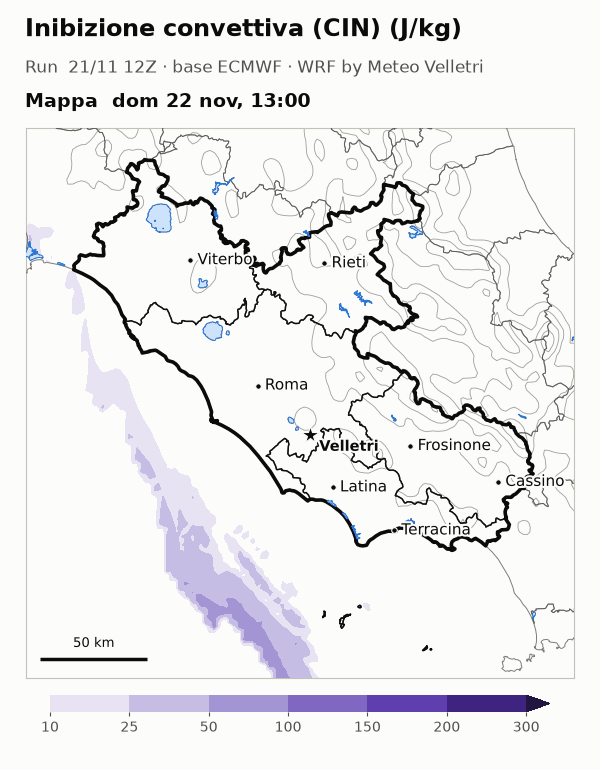 Inibizione convettiva (CIN) (J/kg)
Run 21/11 12Z · base ECMWF · WRF by Meteo Velletri
Mappa dom 22 nov, 13:00
Viterbo
Rieti
Roma
Velletri
Frosinone
Cassino
Latina
Terracina
50 km
10 25 50 100 150 200 300